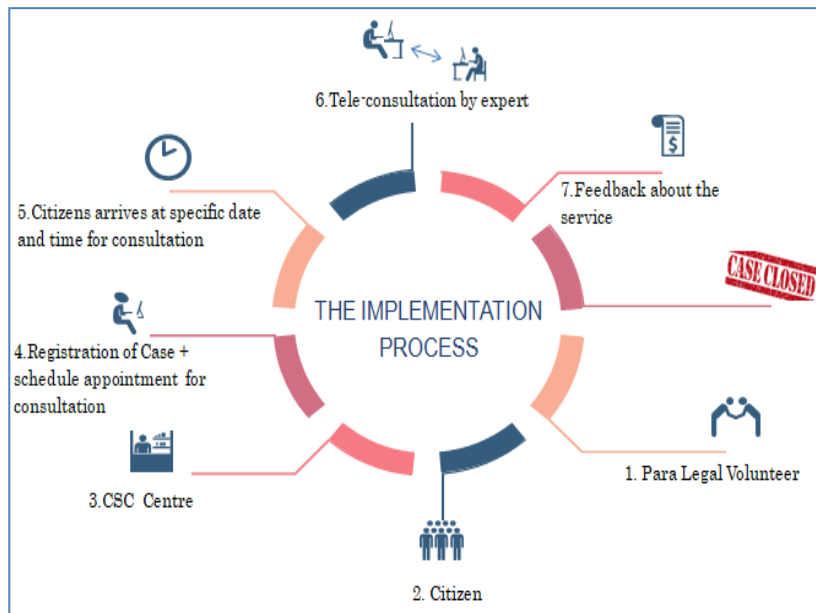 6.Tele-consultation by expert
7.Feedback about the
service
5.Citizens arrives at specific date
and time for consultation
CASE CLOSED
THE IMPLEMENTATION
PROCESS
4.Registration of Case +
schedule appointment for
consultation
1. Para Legal Volunteer
3.CSC Centre
2. Citizen
$